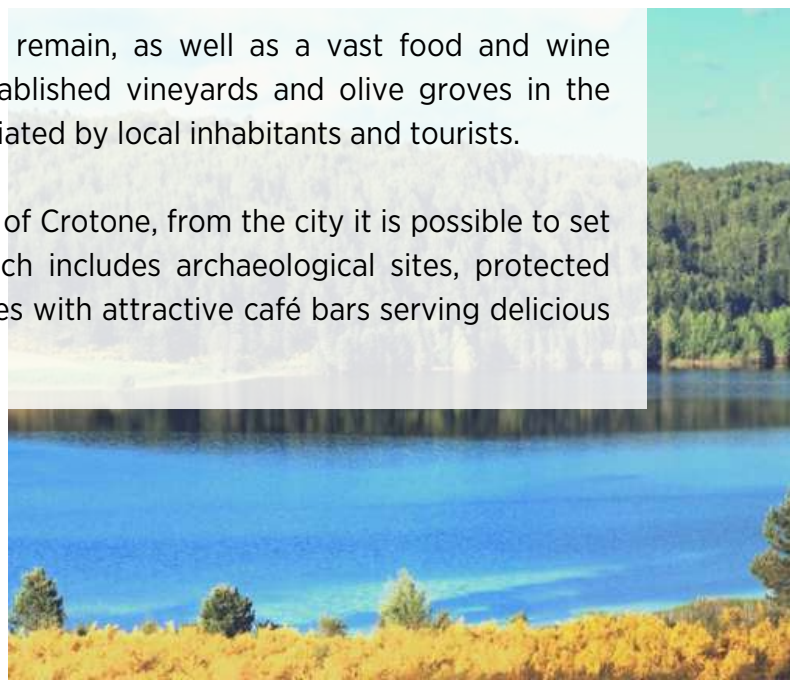 remain, as well as a vast food and wine
ablished vineyards and olive groves in the
iated by local inhabitants and tourists.
of Crotone, from the city it is possible to set
ch includes archaeological sites, protected
es with attractive café bars serving delicious